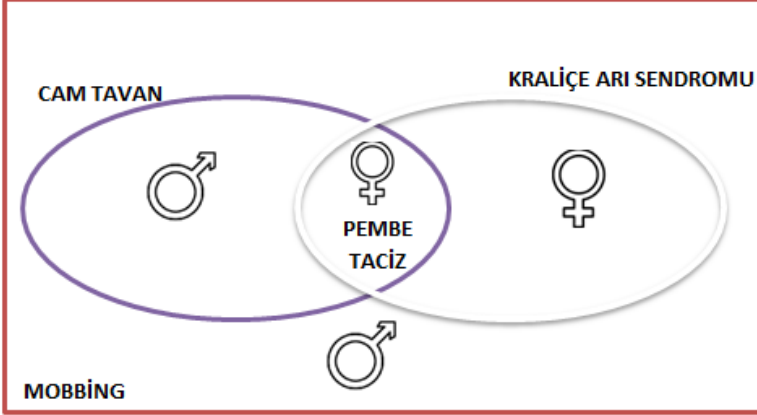 KRALİÇE ARI SENDROMU
CAM TAVAN
PEMBE
TACİZ
MOBBİNG